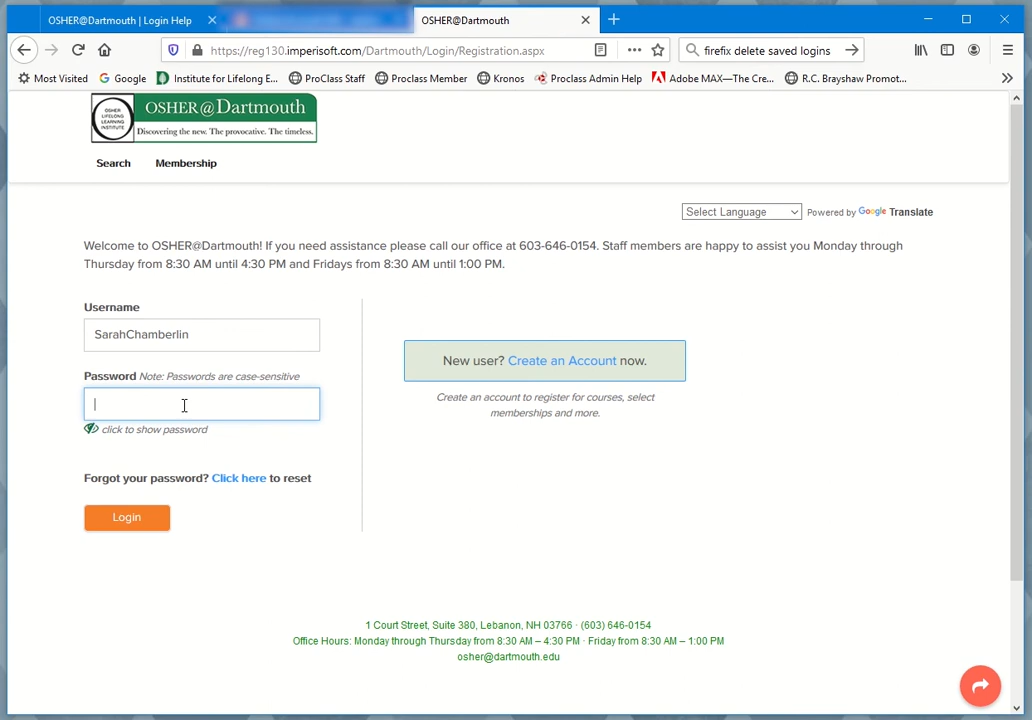 OSHER@Dartmouth | Login Help
OSHER@Dartmouth
https://reg130.imperisoft.com/Dartmouth/Login/Registration.aspx
firefix delete saved logins
Most Visited Google Institute for Lifelong E... ProClass Staff Proclass Member Kronos Proclass Admin Help Adobe MAX—The Cre... R.C. Brayshaw Promot...
OSHER
LIFELONG
LEARNING
INSTITUTE
OSHER@Dartmouth
Discovering the new. The provocative. The timeless.
Search Membership
Select Language Powered by Google Translate
Welcome to OSHER@Dartmouth! If you need assistance please call our office at 603-646-0154. Staff members are happy to assist you Monday through
Thursday from 8:30 AM until 4:30 PM and Fridays from 8:30 AM until 1:00 PM.
Username
SarahChamberlin
Password Note: Passwords are case-sensitive
click to show password
Forgot your password? Click here to reset
Login
New user? Create an Account now.
Create an account to register for courses, select
memberships and more.
1 Court Street, Suite 380, Lebanon, NH 03766 · (603) 646-0154
Office Hours: Monday through Thursday from 8:30 AM – 4:30 PM · Friday from 8:30 AM – 1:00 PM
osher@dartmouth.edu